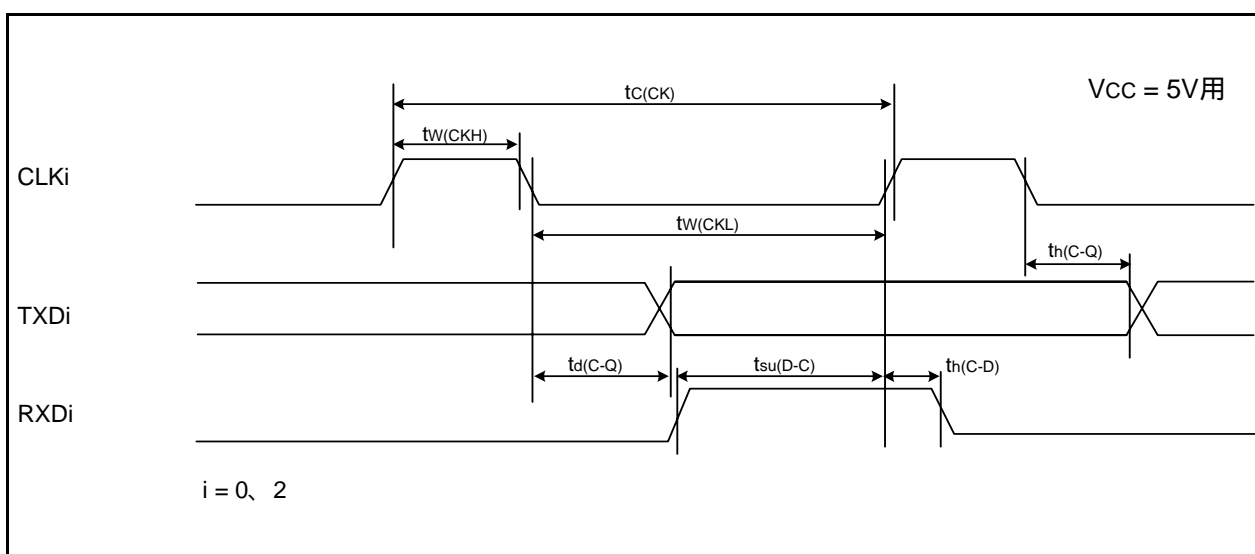 VCC = 5V用
tC(CK)
tW(CKH)
CLKi
tW(CKL)
th(C-Q)
TXDi
td(C-Q)
tsu(D-C)
th(C-D)
RXDi
i = 0、2